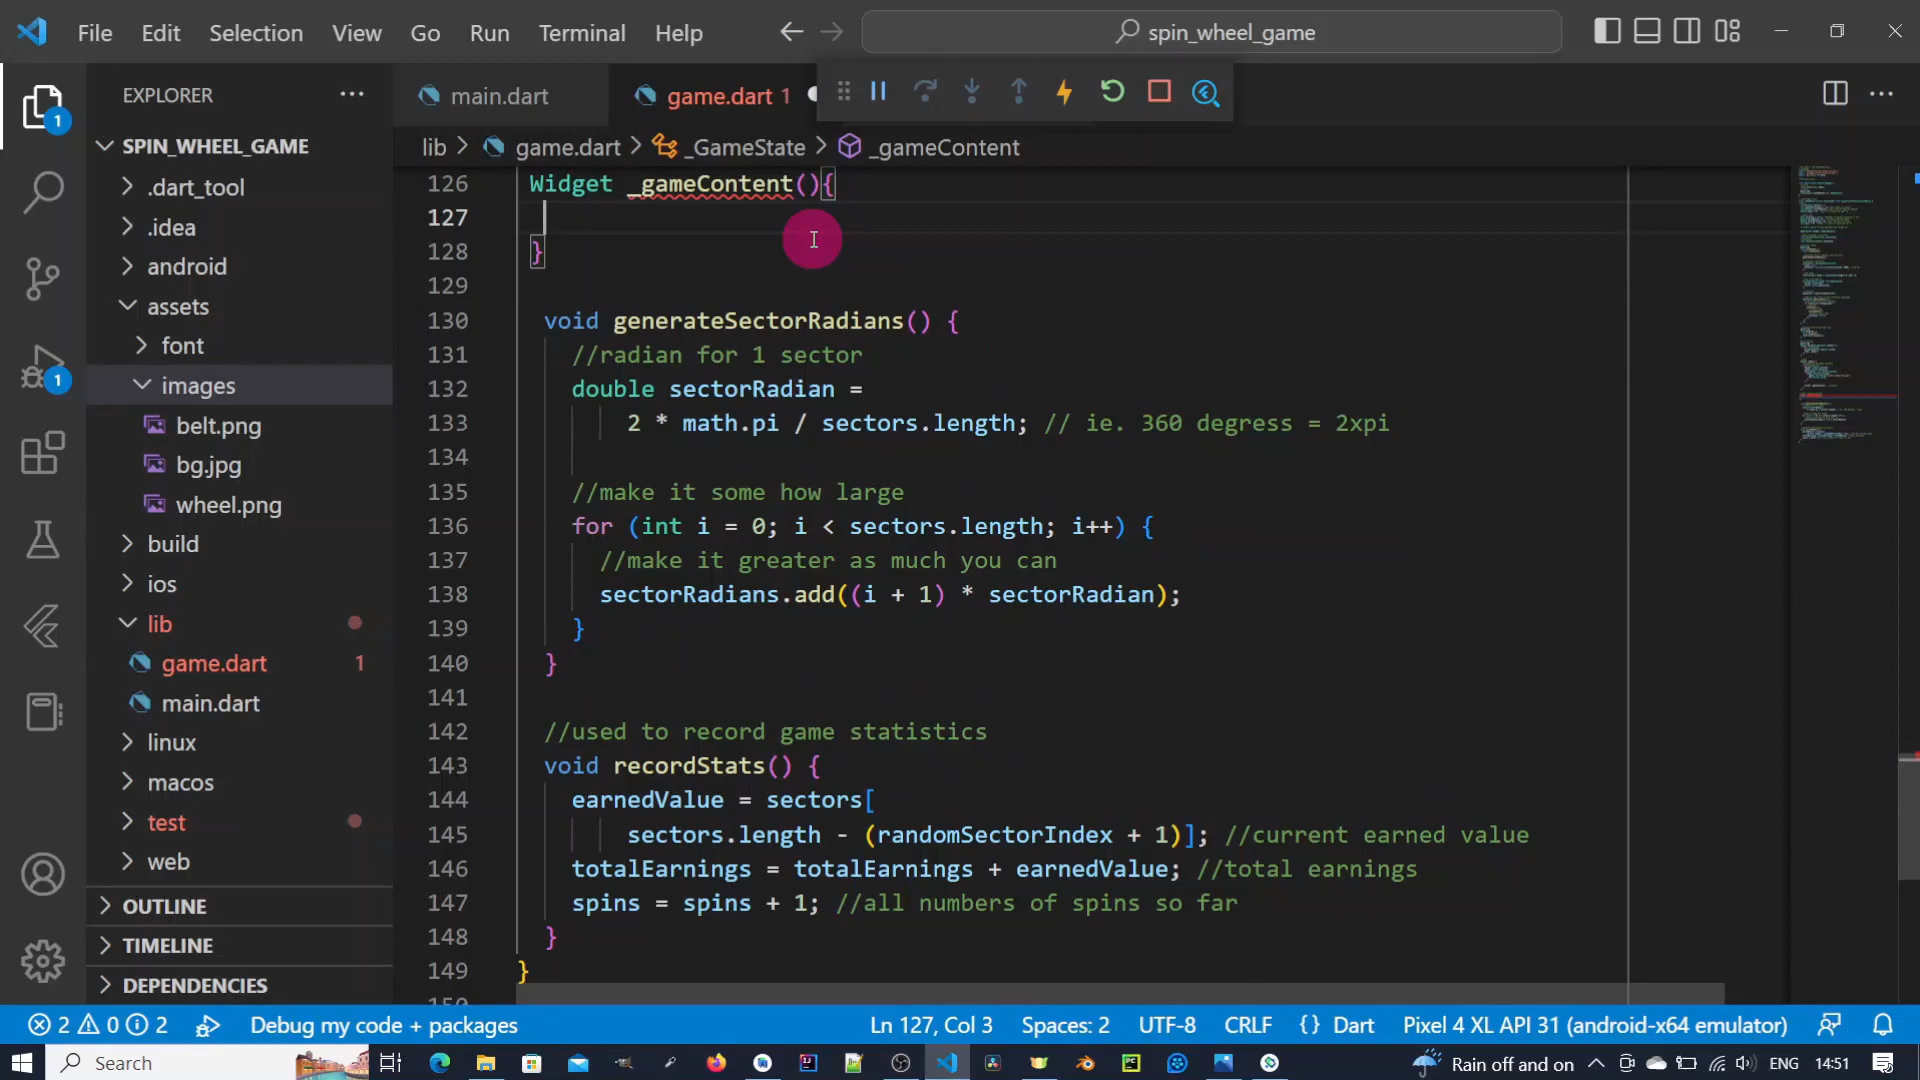 File Edit Selection View Go Run Terminal Help
spin_wheel_game
1
EXPLORER
main.dart
game.dart 1
SPIN_WHEEL_GAME
lib > game.dart > _GameState > _gameContent
.dart_tool
.idea
android
assets
font
images
belt.png
bg.jpg
wheel.png
build
ios
lib
game.dart 1
main.dart
linux
macos
test
web
OUTLINE
TIMELINE
DEPENDENCIES
1
126 Widget _gameContent(){
127
128 }
129
130 void generateSectorRadians() {
131 //radian for 1 sector
132 double sectorRadian =
133 2 * math.pi / sectors.length; // ie. 360 degress = 2xpi
134
135 //make it some how large
136 for (int i = 0; i < sectors.length; i++) {
137 //make it greater as much you can
138 sectorRadians.add((i + 1) * sectorRadian);
139 }
140 }
141
142 //used to record game statistics
143 void recordStats() {
144 earnedValue = sectors[
145 sectors.length - (randomSectorIndex + 1)]; //current earned value
146 totalEarnings = totalEarnings + earnedValue; //total earnings
147 spins = spins + 1; //all numbers of spins so far
148 }
149 }
150
2 0 2 Debug my code + packages Ln 127, Col 3 Spaces: 2 UTF-8 CRLF {} Dart Pixel 4 XL API 31 (android-x64 emulator)
Search Rain off and on ENG 14:51